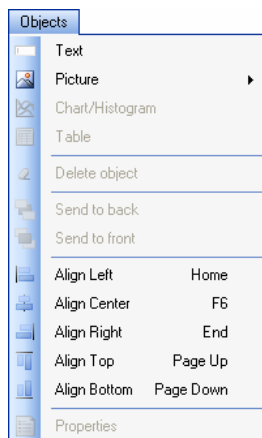 Objects
Text
Picture
Chart/Histogram
Table
Delete object
Send to back
Send to front
Align Left Home
Align Center F6
Align Right End
Align Top Page Up
Align Bottom Page Down
Properties